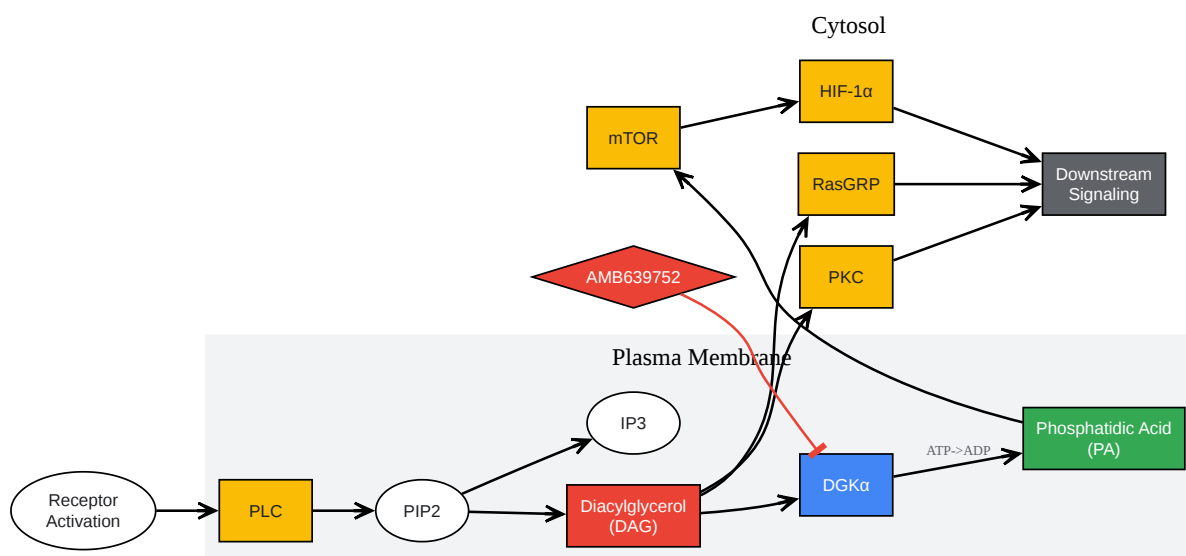 Cytosol
HIF-1α
mTOR
RasGRP
Downstream
Signaling
AMB639752
PKC
Plasma Membrane
IP3
Phosphatidic Acid
(PA)
ATP->ADP
DGKα
Receptor
Activation
PLC
PIP2
Diacylglycerol
(DAG)